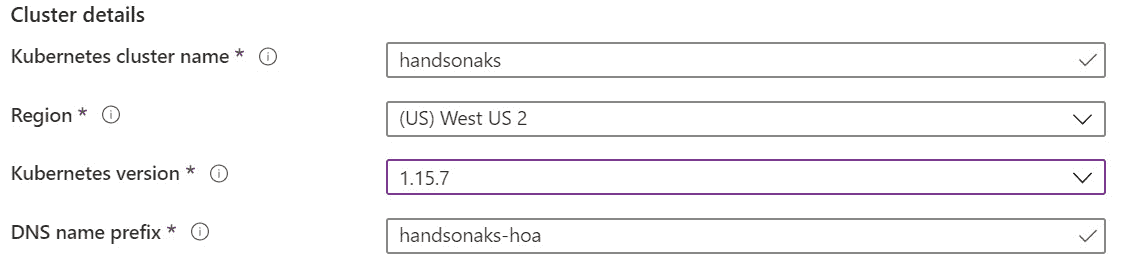 Cluster details
Kubernetes cluster name * handsonaks
Region * (US) West US 2
Kubernetes version * 1.15.7
DNS name prefix * handsonaks-hoa